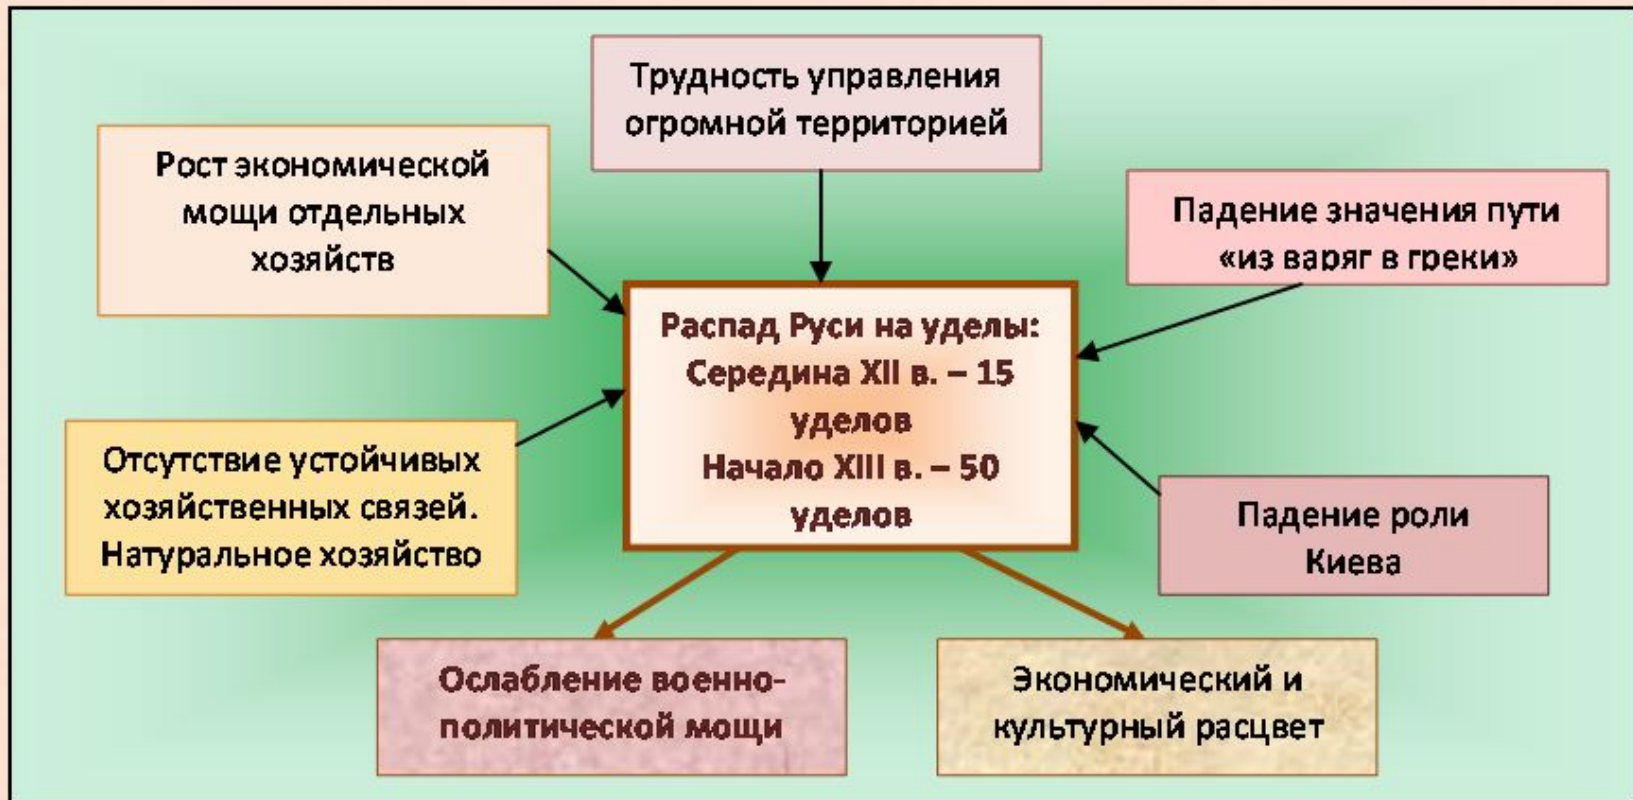 Трудность управления
огромной территорией
Рост экономической
мощи отдельных
хозяйств
Падение значения пути
«из варяг в греки»
Распад Руси на уделы:
Середина XII в. – 15
уделов
Начало XIII в. – 50
уделов
Отсутствие устойчивых
хозяйственных связей.
Натуральное хозяйство
Падение роли
Киева
Ослабление военно-
политической мощи
Экономический и
культурный расцвет